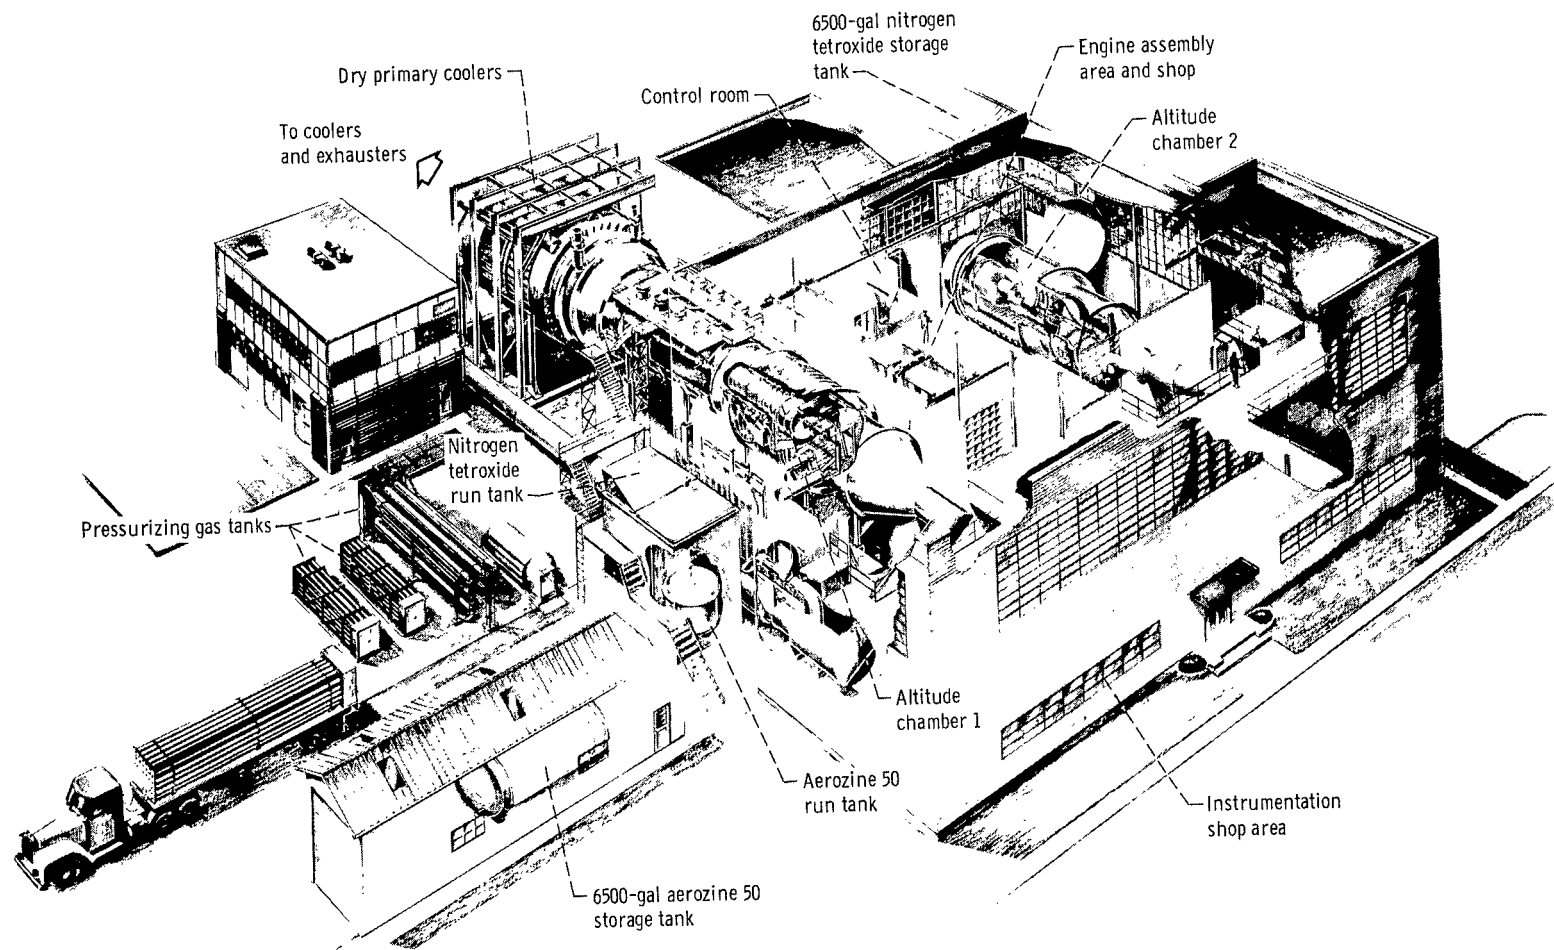 6500-gal nitrogen
tetroxide storage
tank
Engine assembly
area and shop
Dry primary coolers
Control room
Altitude
chamber 2
To coolers
and exhausters
Nitrogen
tetroxide
run tank
Pressurizing gas tanks
Altitude
chamber 1
Aerozine 50
run tank
Instrumentation
shop area
6500-gal aerozine 50
storage tank